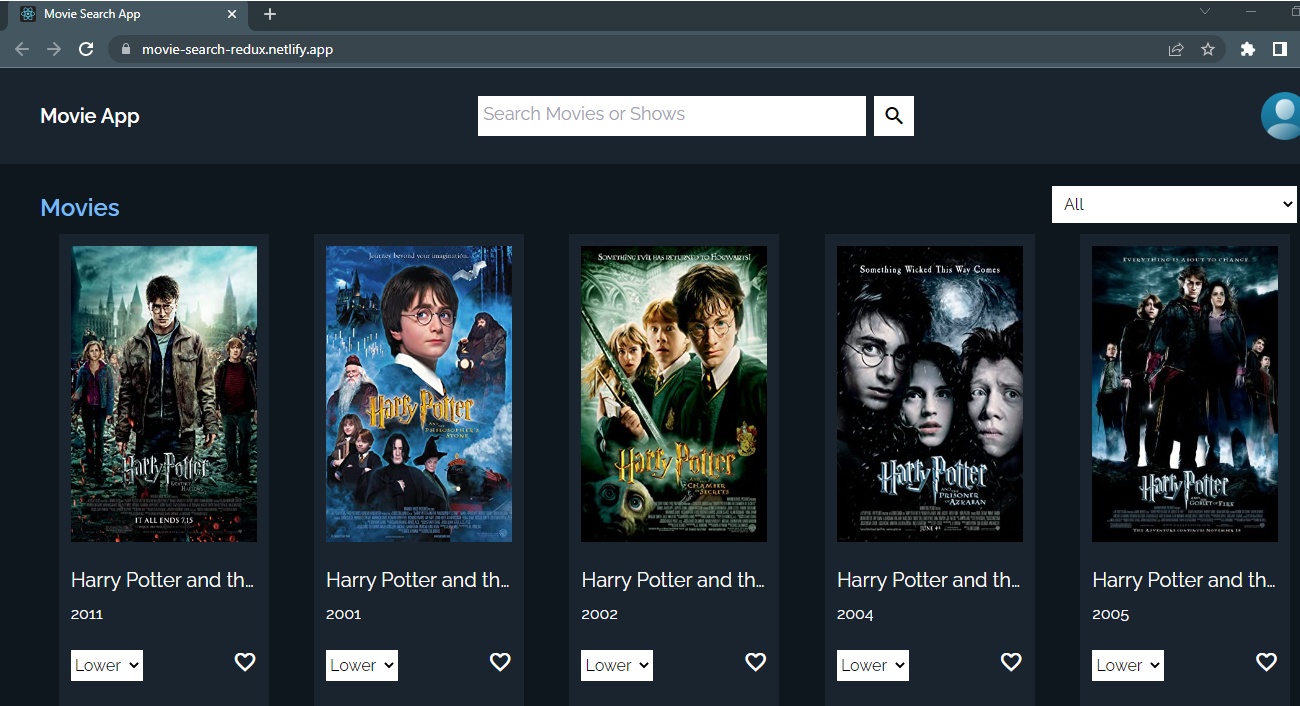 Movie Search App
movie-search-redux.netlify.app
Movie App
Search Movies or Shows
Movies
All
Harry Potter
IT ALL ENDS 7.15
Journey beyond your imagination.
Harry Potter
AND THE
PHILOSOPHER'S
STONE
SOMETHING EVIL HAS RETURNED TO HOGWARTS!
Harry Potter
AND THE
CHAMBER
OF SECRETS
Something Wicked This Way Comes
Harry Potter
AND THE
PRISONER
OF AZKABAN
JUNE 4
EVERYTHING IS ABOUT TO CHANGE
Harry Potter
AND THE
GOBLET OF FIRE
THE ADVENTURE CONTINUES NOVEMBER 18
Harry Potter and th...
Harry Potter and th...
Harry Potter and th...
Harry Potter and th...
Harry Potter and th...
2011
2001
2002
2004
2005
Lower
Lower
Lower
Lower
Lower